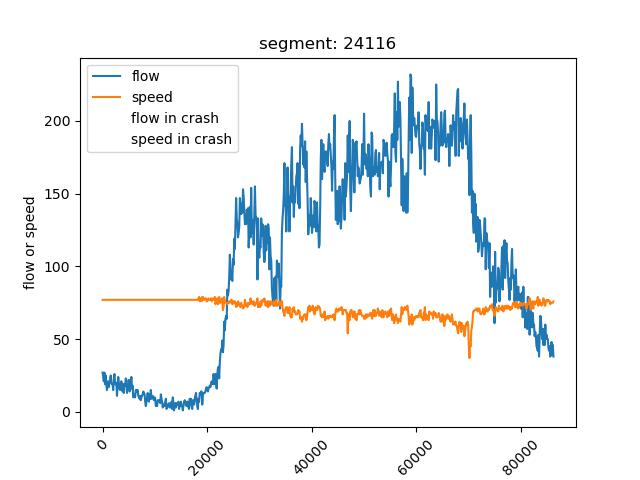 segment: 24116
flow
speed
flow in crash
speed in crash
flow or speed
200
150
100
50
0
0
20000
40000
60000
80000